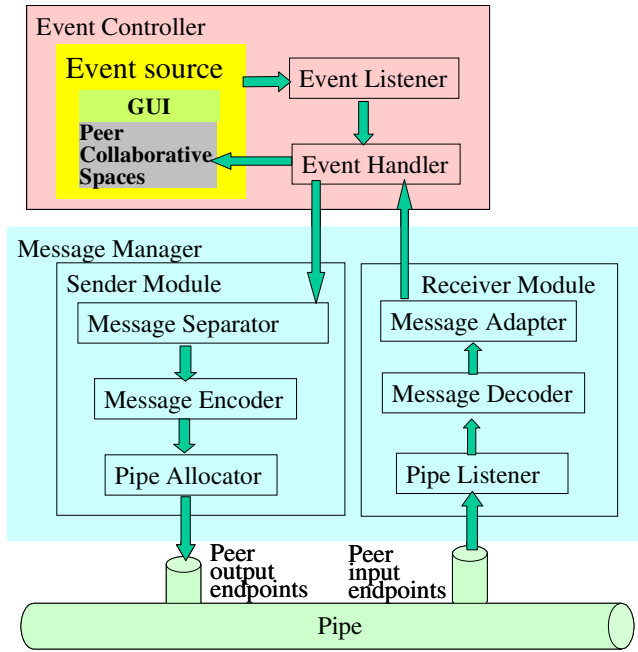 Event Controller
Event source
GUI
Peer
Collaborative
Spaces
Event Listener
Event Handler
Message Manager
Sender Module
Message Separator
Message Encoder
Pipe Allocator
Receiver Module
Message Adapter
Message Decoder
Pipe Listener
Peer
output
endpoints
Peer
input
endpoints
Pipe